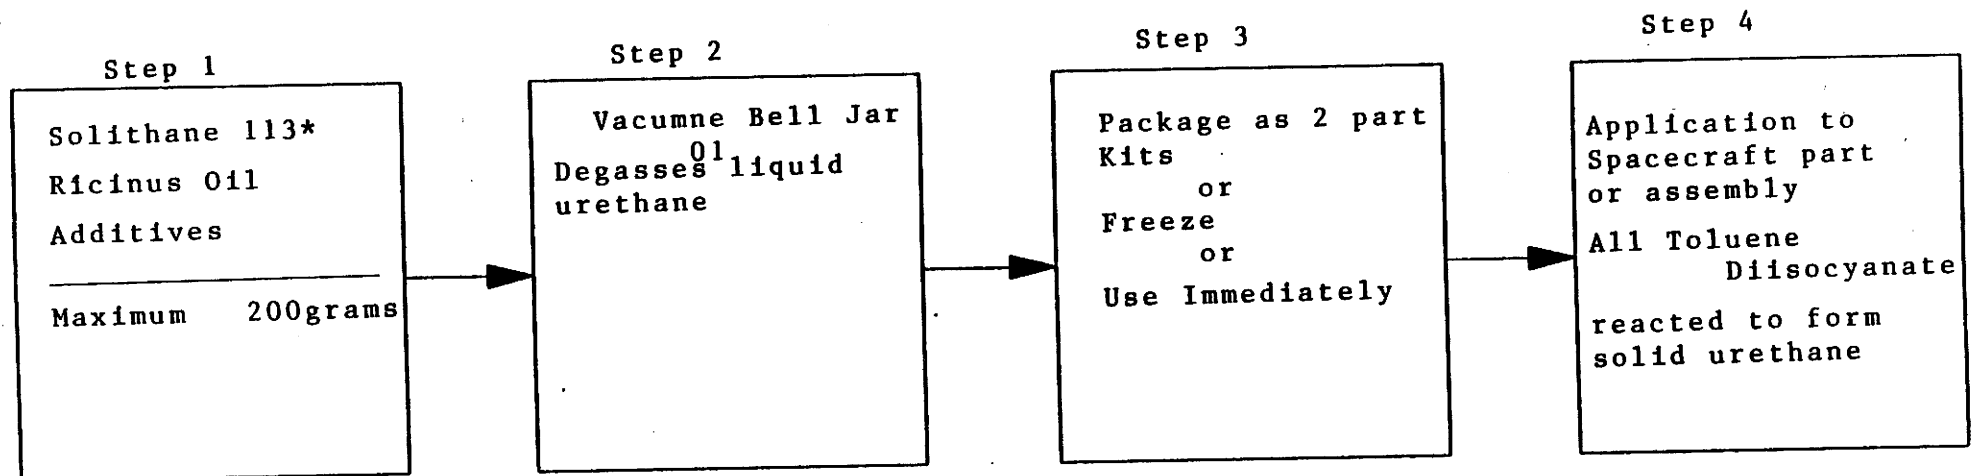 Step 1
Solithane 113*
Ricinus Oil
Additives
Maximum 200grams
Step 2
Vacumne Bell Jar
01
Degasses liquid
urethane
Step 3
Package as 2 part
Kits
or
Freeze
or
Use Immediately
Step 4
Application to
Spacecraft part
or assembly
All Toluene
Diisocyanate
reacted to form
solid urethane